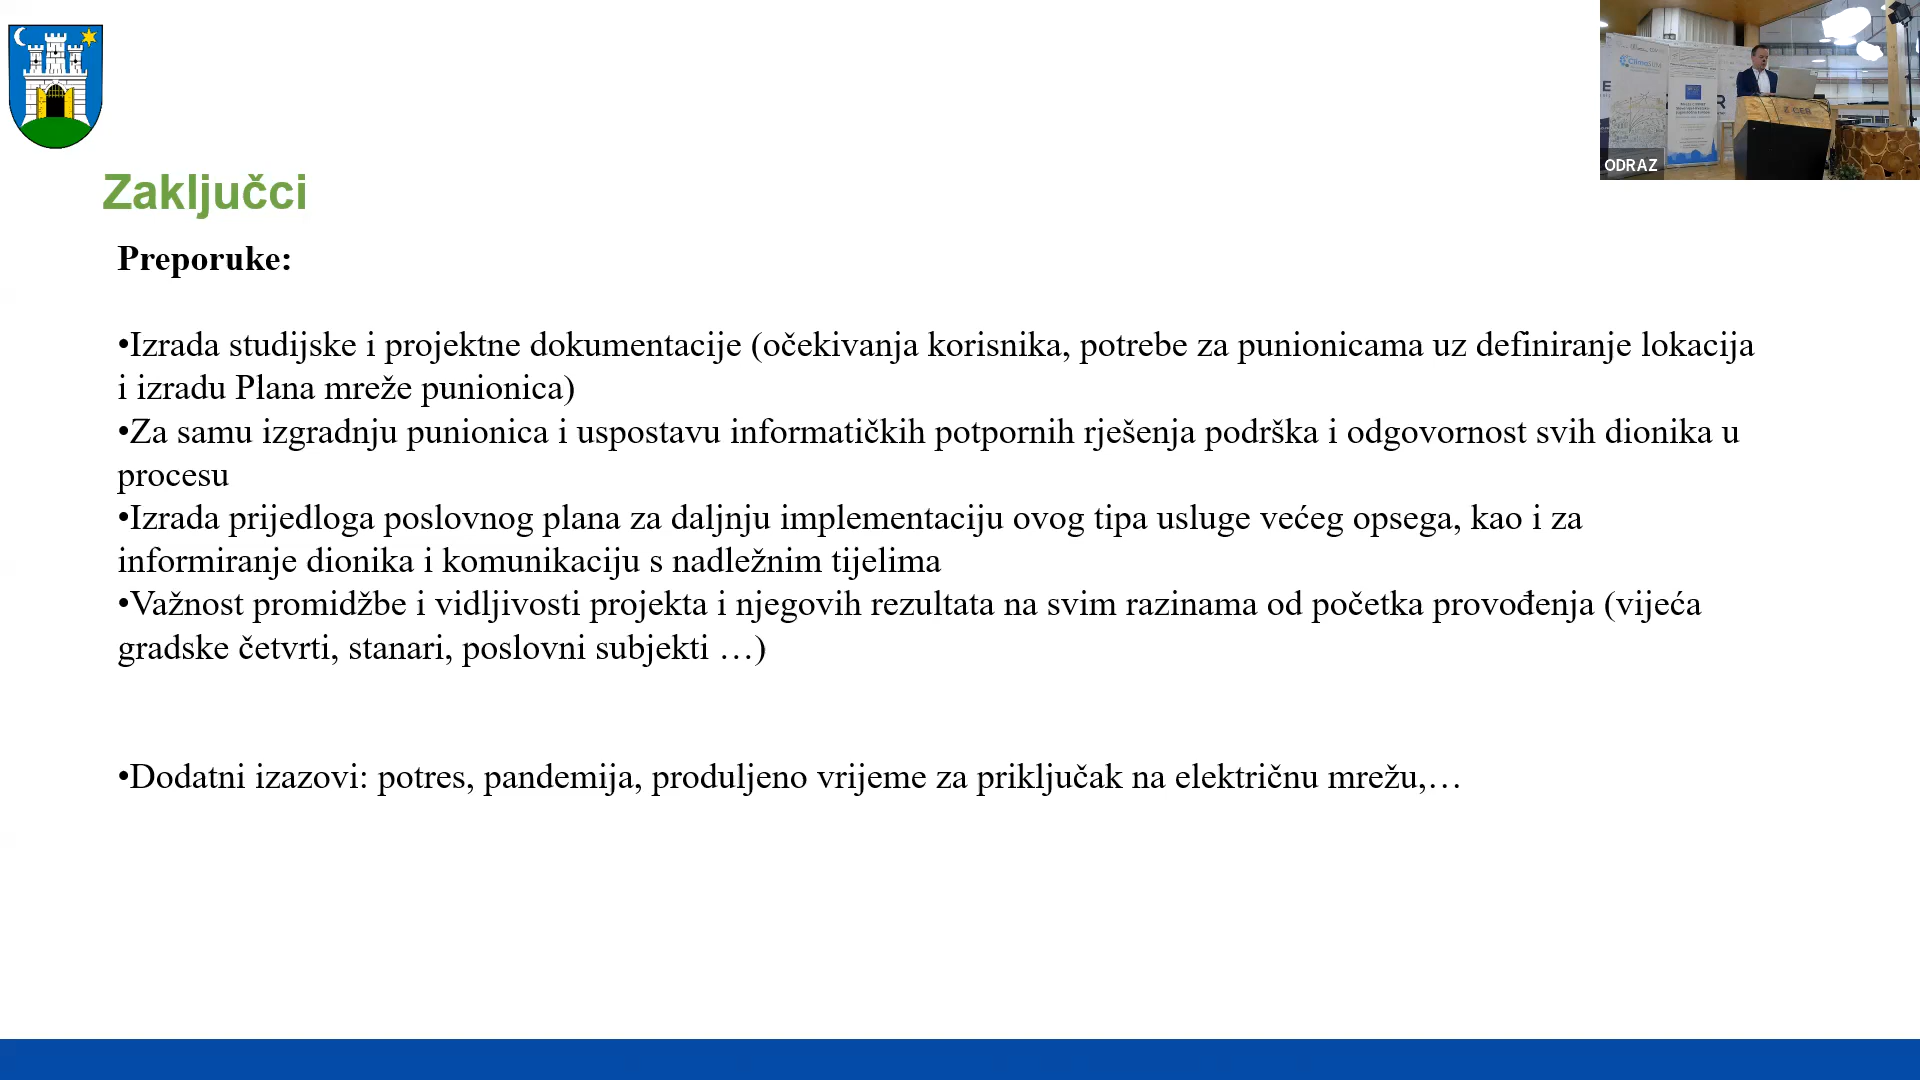 Zaključci
Preporuke:
•Izrada studijske i projektne dokumentacije (očekivanja korisnika, potrebe za punionicama uz definiranje lokacija
i izradu Plana mreže punionica)
•Za samu izgradnju punionica i uspostavu informatičkih potpornih rješenja podrška i odgovornost svih dionika u
procesu
•Izrada prijedloga poslovnog plana za daljnju implementaciju ovog tipa usluge većeg opsega, kao i za
informiranje dionika i komunikaciju s nadležnim tijelima
•Važnost promidžbe i vidljivosti projekta i njegovih rezultata na svim razinama od početka provođenja (vijeća
gradske četvrti, stanari, poslovni subjekti …)
•Dodatni izazovi: potres, pandemija, produljeno vrijeme za priključak na električnu mrežu,…
ODRAZ